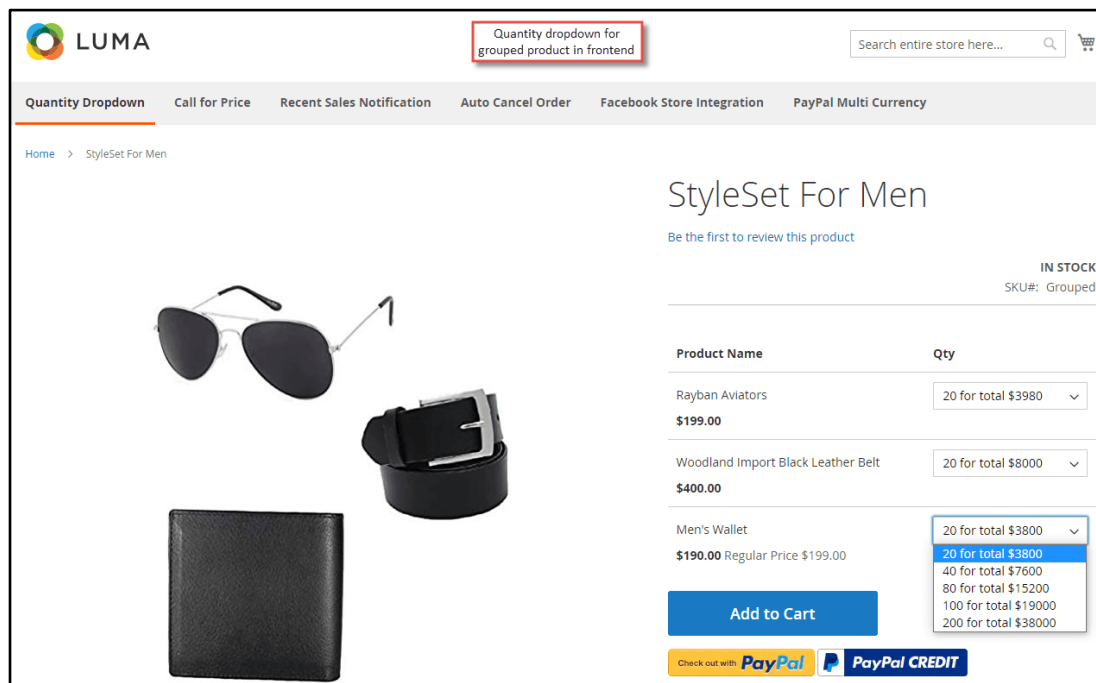 LUMA
Quantity dropdown for
grouped product in frontend
Search entire store here...
Quantity Dropdown Call for Price Recent Sales Notification Auto Cancel Order Facebook Store Integration PayPal Multi Currency
Home > StyleSet For Men
StyleSet For Men
Be the first to review this product
IN STOCK
SKU#: Grouped
Product Name Qty
Rayban Aviators 20 for total $3980
$199.00
Woodland Import Black Leather Belt 20 for total $8000
$400.00
Men's Wallet 20 for total $3800
$190.00 Regular Price $199.00
20 for total $3800
40 for total $7600
80 for total $15200
100 for total $19000
200 for total $38000
Add to Cart
Check out with PayPal
P PayPal CREDIT